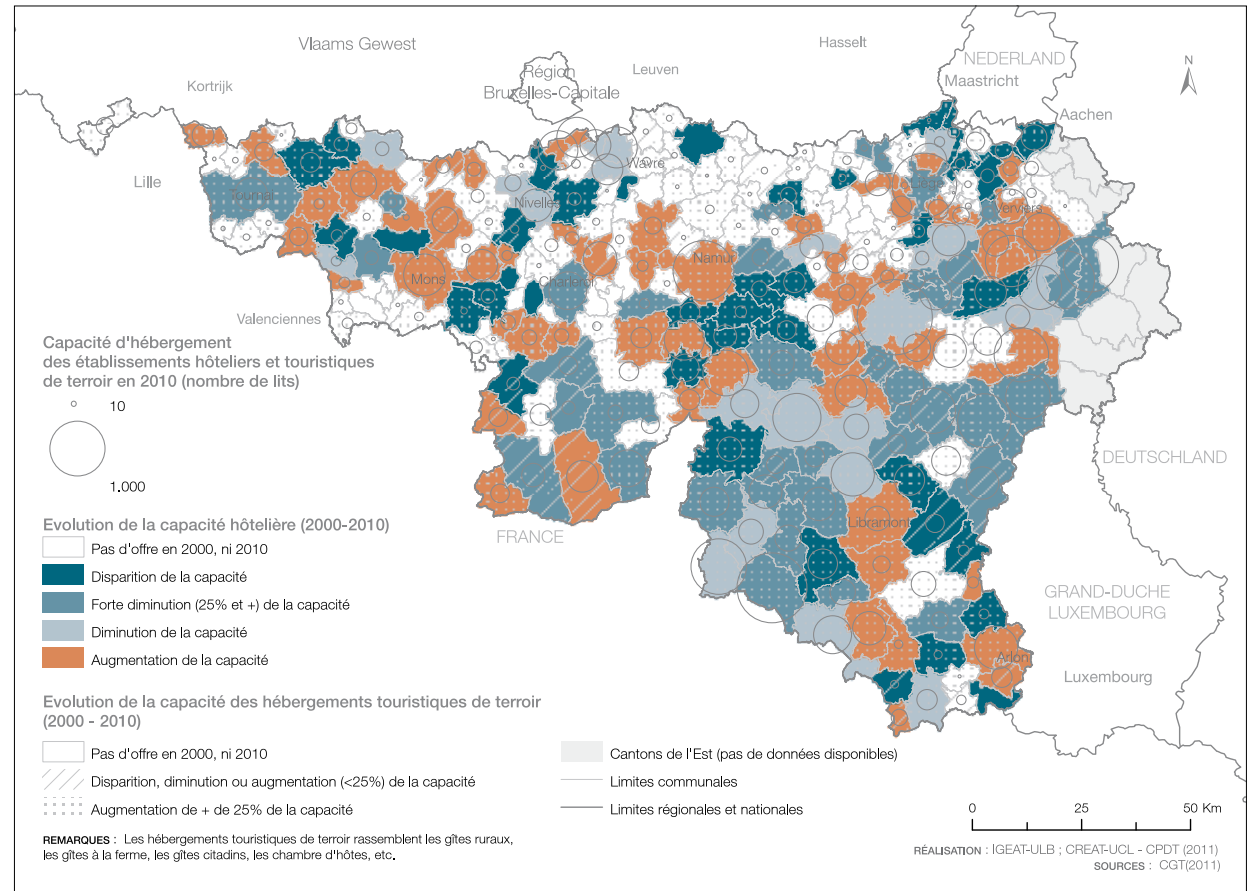 Vlaams Gewest
Hasselt
NEDERLAND
Maastricht
Leuven
Région
Bruxelles-Capitale
Kortrijk
Aachen
N
Wavre
Lille
Tournai
Liège
Nivelles
Verviers
Namur
Mons
Charleroi
Valenciennes
Capacité d'hébergement
des établissements hôteliers et touristiques
de terroir en 2010 (nombre de lits)
10
1.000
DEUTSCHLAND
FRANCE
Libramont
GRAND-DUCHE
LUXEMBOURG
Arlon
Luxembourg
Evolution de la capacité hôtelière (2000-2010)
Pas d'offre en 2000, ni 2010
Disparition de la capacité
Forte diminution (25% et +) de la capacité
Diminution de la capacité
Augmentation de la capacité
Evolution de la capacité des hébergements touristiques de terroir
(2000 - 2010)
Pas d'offre en 2000, ni 2010
Disparition, diminution ou augmentation (<25%) de la capacité
Augmentation de + de 25% de la capacité
Cantons de l'Est (pas de données disponibles)
Limites communales
Limites régionales et nationales
0 25 50 Km
REMARQUES : Les hébergements touristiques de terroir rassemblent les gîtes ruraux,
les gîtes à la ferme, les gîtes citadins, les chambre d'hôtes, etc.
RÉALISATION : IGEAT-ULB ; CREAT-UCL - CPDT (2011)
SOURCES : CGT(2011)